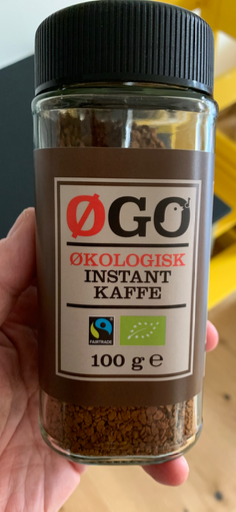 ØGO
ØKOLOGISK
INSTANT
KAFFE
FAIRTRADE
100 g e